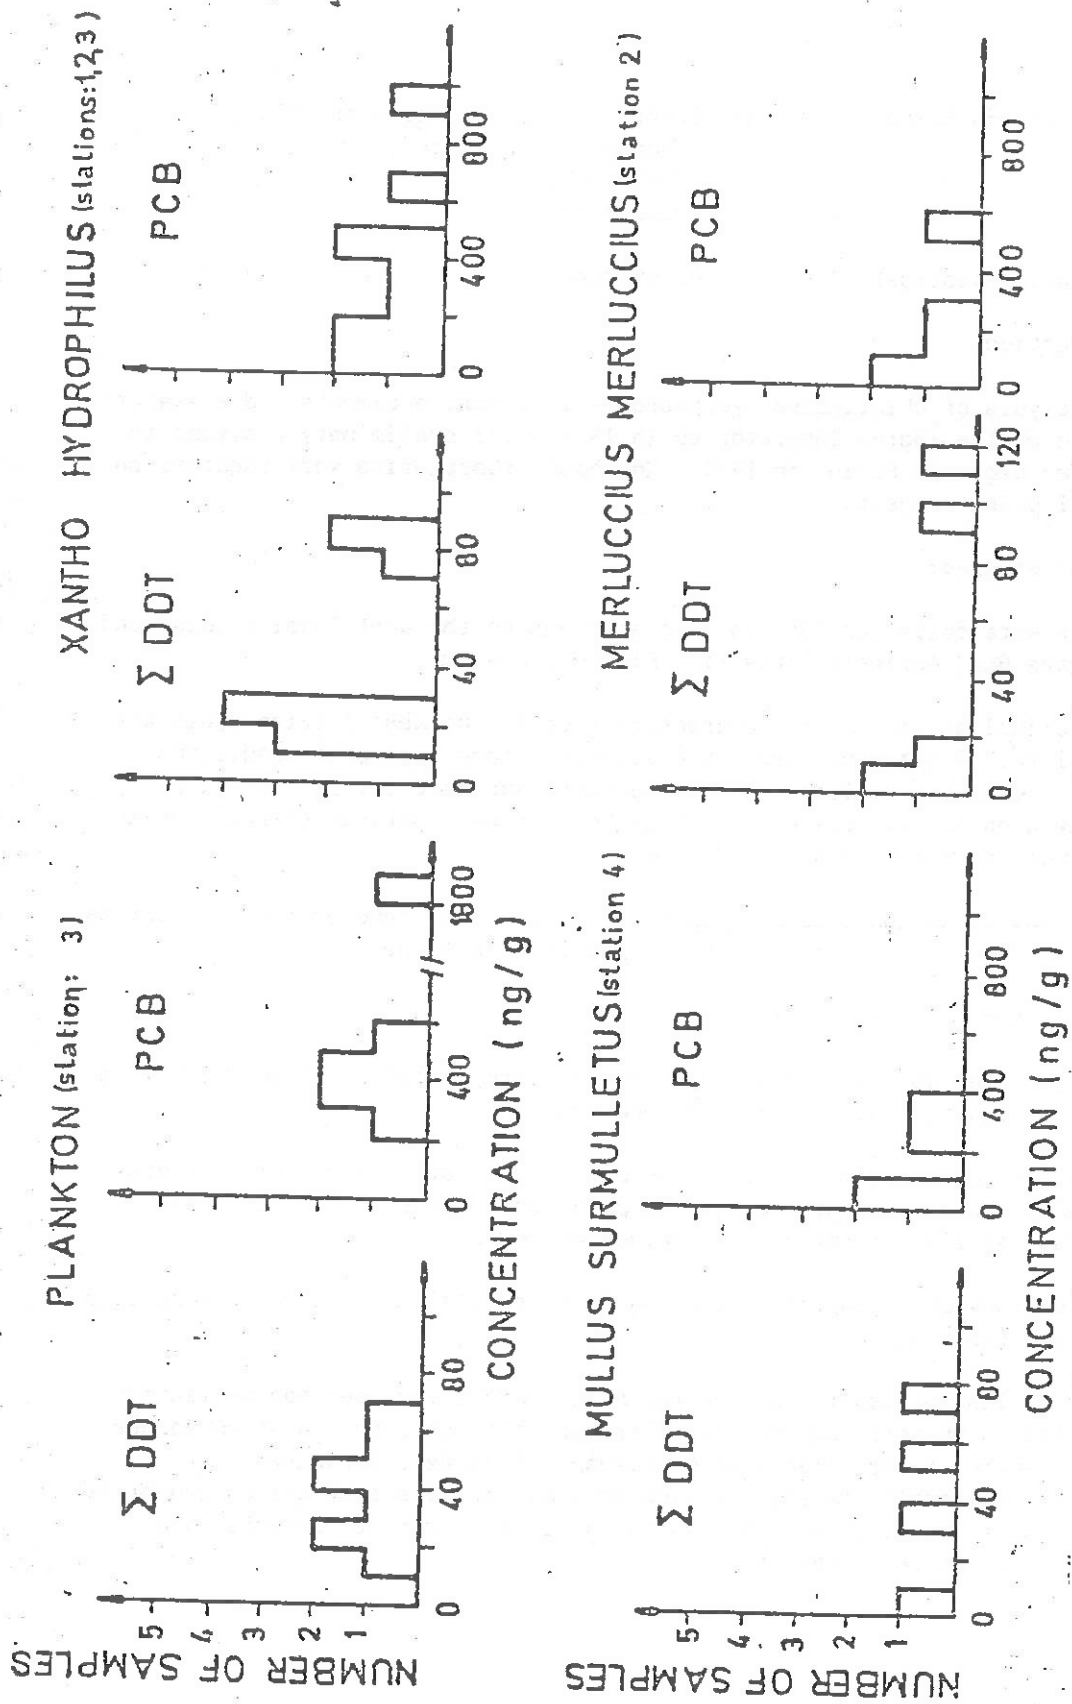 PLANKTON (station: 3)
XANTHO HYDROPHILUS (stations:1,2,3)
NUMBER OF SAMPLES
5
4
3
2
1
Σ DDT
0
40
80
PCB
0
400
1800
Σ DDT
0
40
80
PCB
0
400
800
CONCENTRATION (ng/g)
MULLUS SURMULLETUS (station 4)
MERLUCCIUS MERLUCCIUS (station 2)
NUMBER OF SAMPLES
5
4
3
2
1
Σ DDT
0
40
80
PCB
0
400
800
Σ DDT
0
40
80
120
PCB
0
400
800
CONCENTRATION (ng/g)